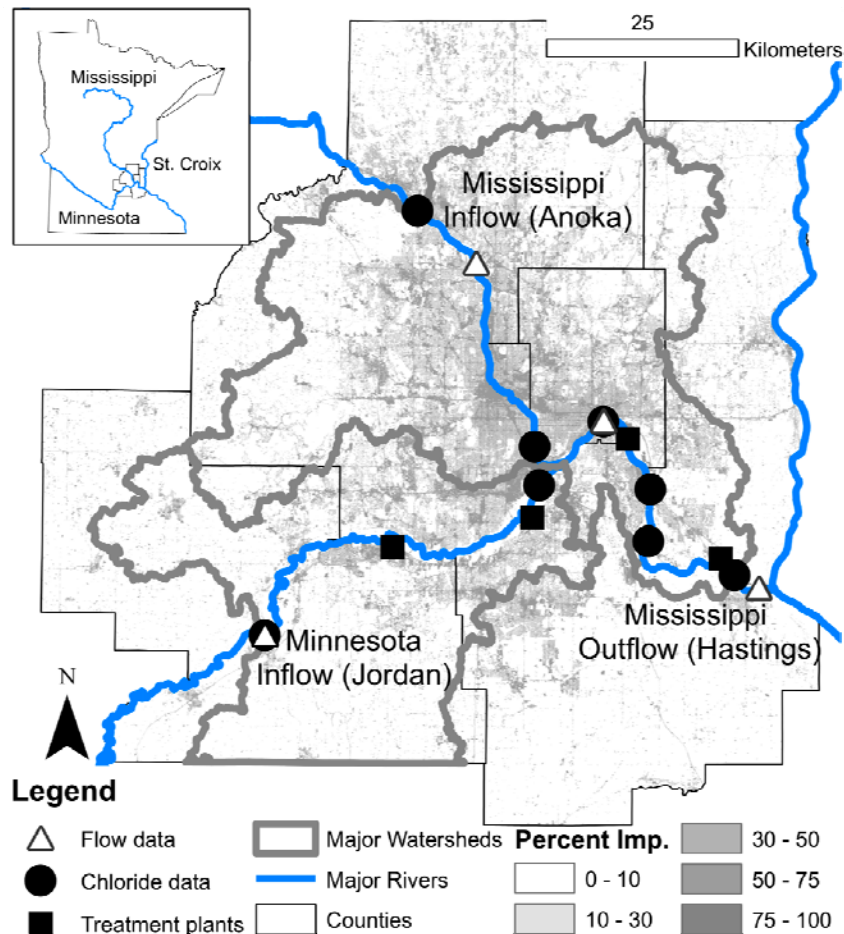 Mississippi
St. Croix
Minnesota
25
Kilometers
Mississippi
Inflow (Anoka)
Minnesota
Inflow (Jordan)
Mississippi
Outflow (Hastings)
N
Legend
Flow data
Chloride data
Treatment plants
Major Watersheds
Major Rivers
Counties
Percent Imp.
0 - 10
10 - 30
30 - 50
50 - 75
75 - 100